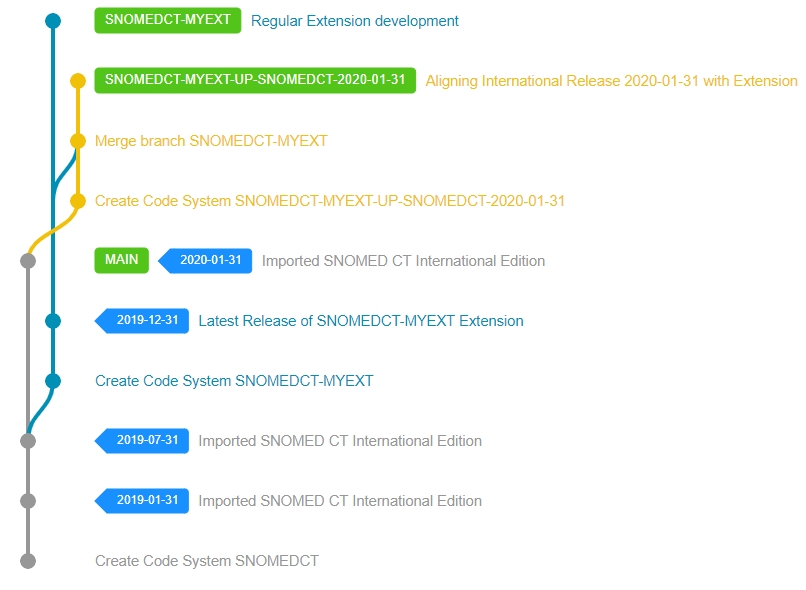 SNOMEDCT-MYEXT Regular Extension development
SNOMEDCT-MYEXT-UP-SNOMEDCT-2020-01-31 Aligning International Release 2020-01-31 with Extension
Merge branch SNOMEDCT-MYEXT
Create Code System SNOMEDCT-MYEXT-UP-SNOMEDCT-2020-01-31
MAIN 2020-01-31 Imported SNOMED CT International Edition
2019-12-31 Latest Release of SNOMEDCT-MYEXT Extension
Create Code System SNOMEDCT-MYEXT
2019-07-31 Imported SNOMED CT International Edition
2019-01-31 Imported SNOMED CT International Edition
Create Code System SNOMEDCT